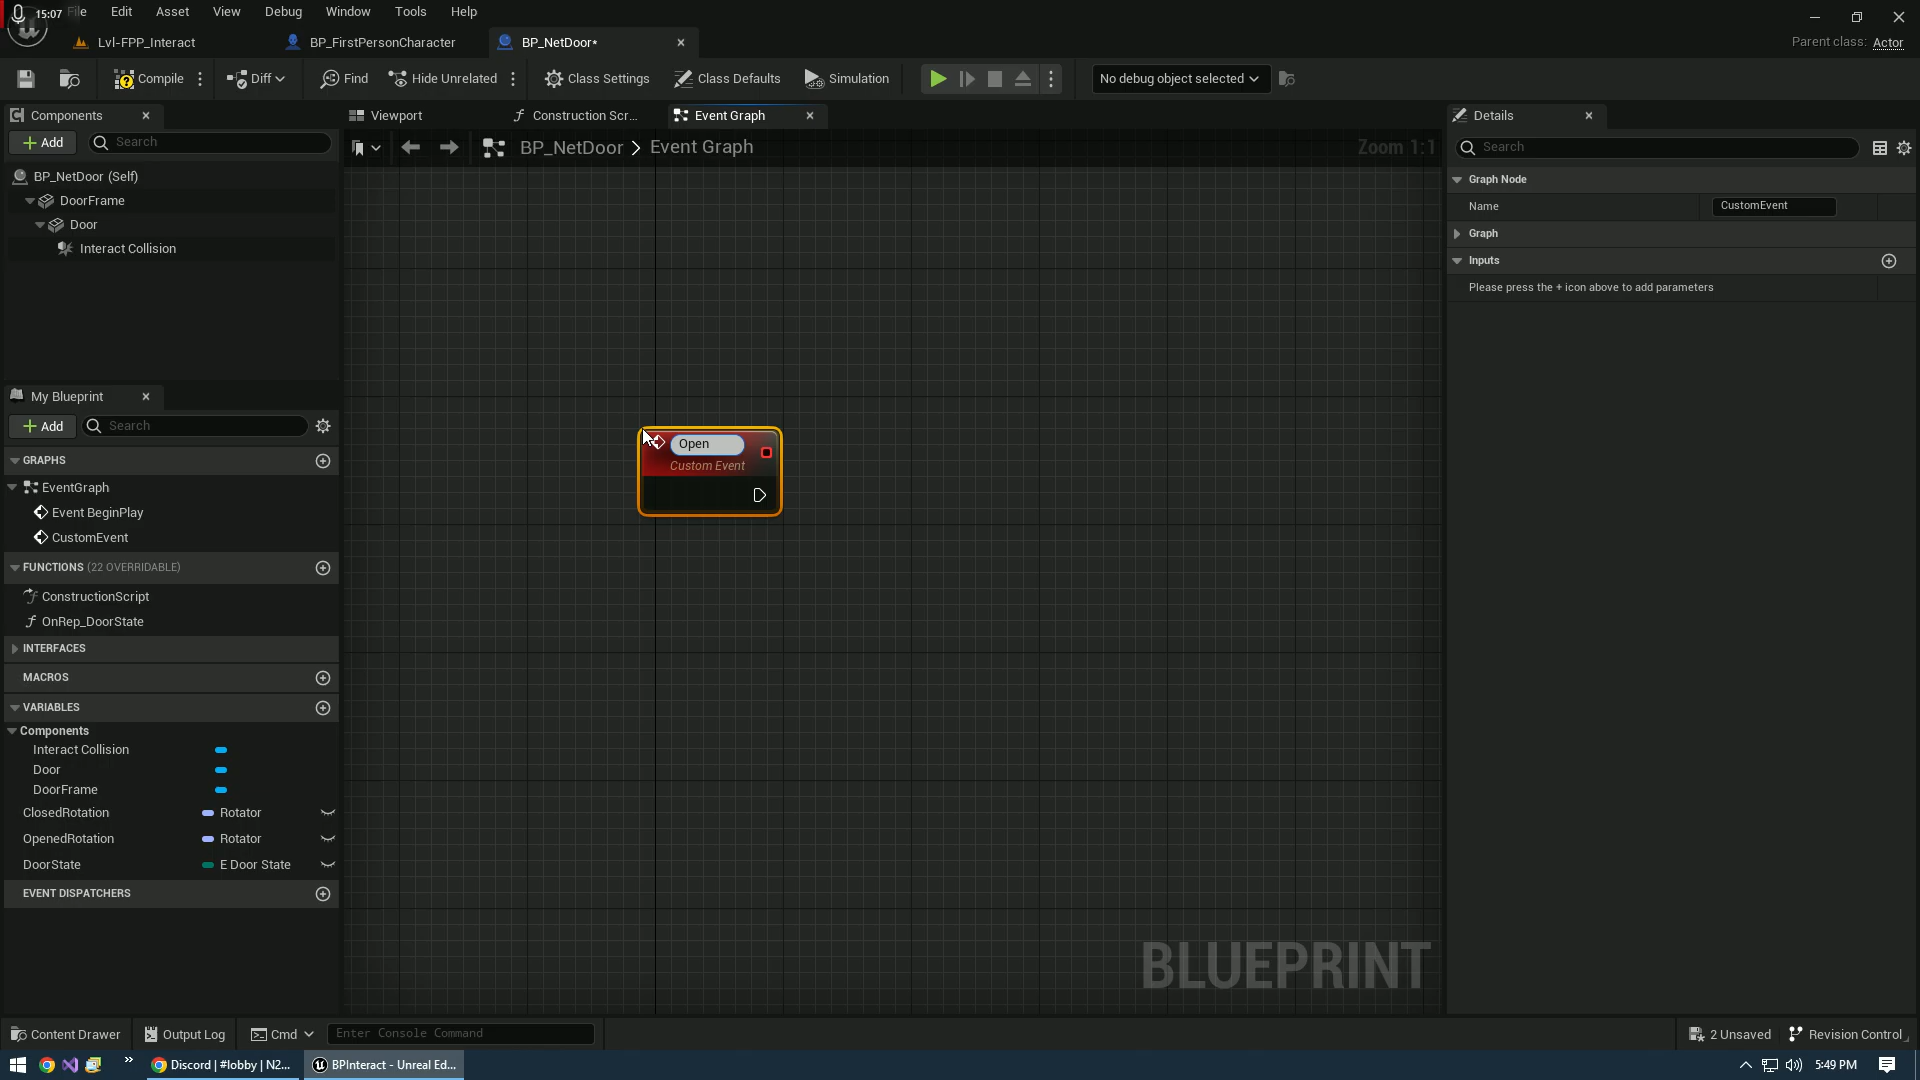 15:07
File
Edit
Asset
View
Debug
Window
Tools
Help
Lvl-FPP_Interact
BP_FirstPersonCharacter
BP_NetDoor*
Parent class: Actor
Compile
Diff
Find
Hide Unrelated
Class Settings
Class Defaults
Simulation
No debug object selected
Components
Viewport
Construction Scr...
Event Graph
Details
Add
Search
BP_NetDoor > Event Graph
Zoom 1:1
Search
BP_NetDoor (Self)
DoorFrame
Door
Interact Collision
Graph Node
Name
CustomEvent
Graph
Inputs
Please press the + icon above to add parameters
My Blueprint
Add
Search
GRAPHS
EventGraph
Event BeginPlay
CustomEvent
FUNCTIONS (22 OVERRIDABLE)
ConstructionScript
OnRep_DoorState
INTERFACES
MACROS
VARIABLES
Components
Interact Collision
Door
DoorFrame
ClosedRotation Rotator
OpenedRotation Rotator
DoorState E Door State
EVENT DISPATCHERS
Open
Custom Event
BLUEPRINT
Content Drawer
Output Log
Cmd
Enter Console Command
2 Unsaved
Revision Control
Discord | #lobby | N2...
BPInteract - Unreal Ed...
5:49 PM